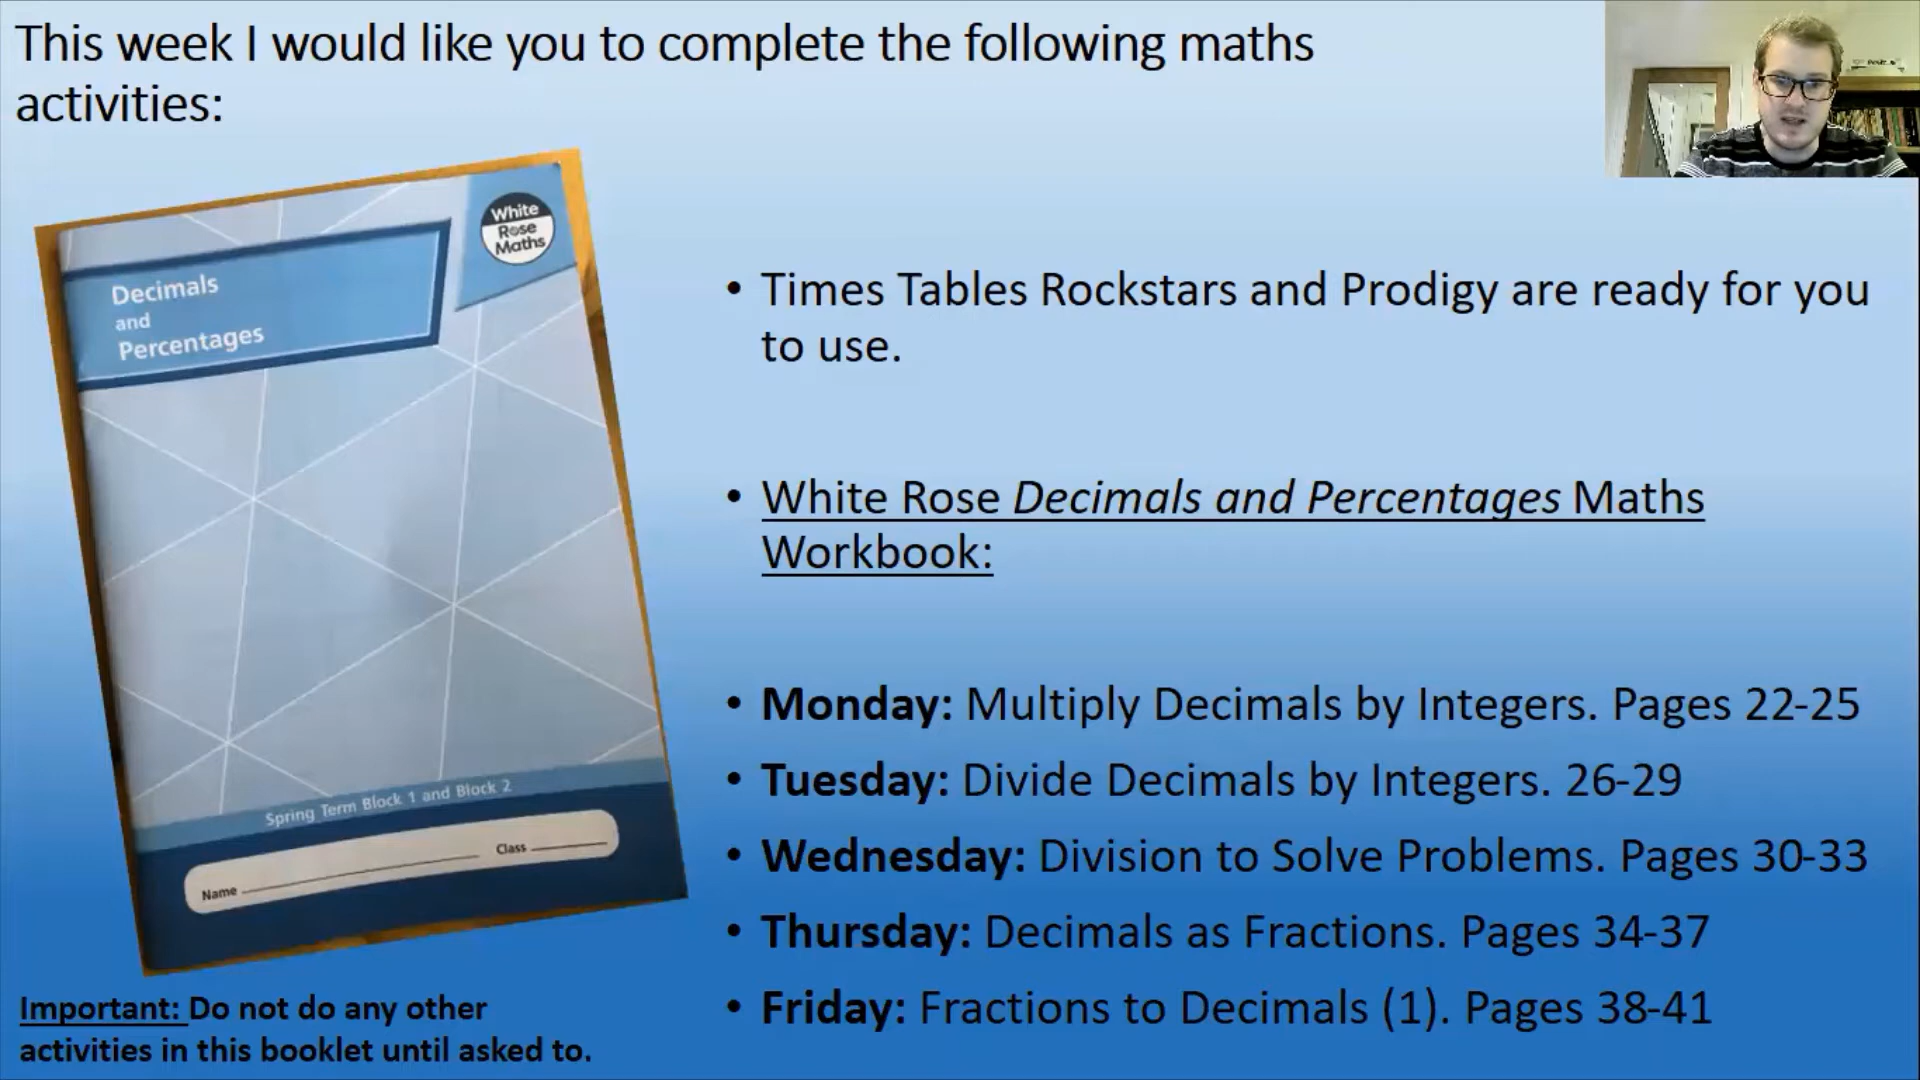 This week I would like you to complete the following maths
activities:
White
Rose
Maths
Decimals
and
Percentages
Spring Term Block 1 and Block 2
Name
Class
Important: Do not do any other
activities in this booklet until asked to.
• Times Tables Rockstars and Prodigy are ready for you
to use.
• White Rose Decimals and Percentages Maths
Workbook:
• Monday: Multiply Decimals by Integers. Pages 22-25
• Tuesday: Divide Decimals by Integers. 26-29
• Wednesday: Division to Solve Problems. Pages 30-33
• Thursday: Decimals as Fractions. Pages 34-37
• Friday: Fractions to Decimals (1). Pages 38-41